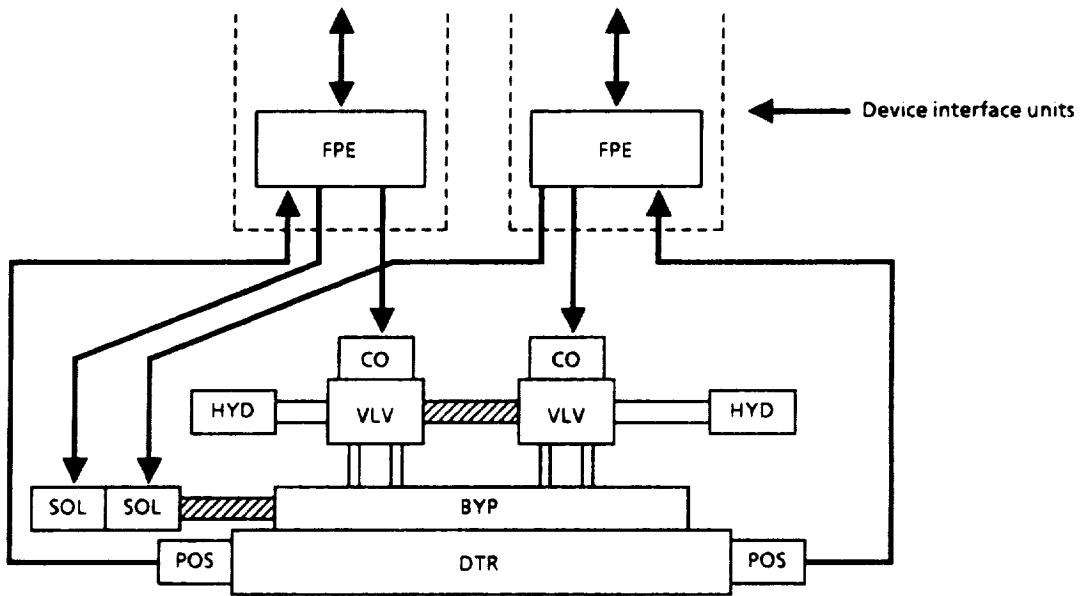 Device interface units
FPE
FPE
CO
CO
HYD
VLV
VLV
HYD
SOL
SOL
BYP
POS
DTR
POS